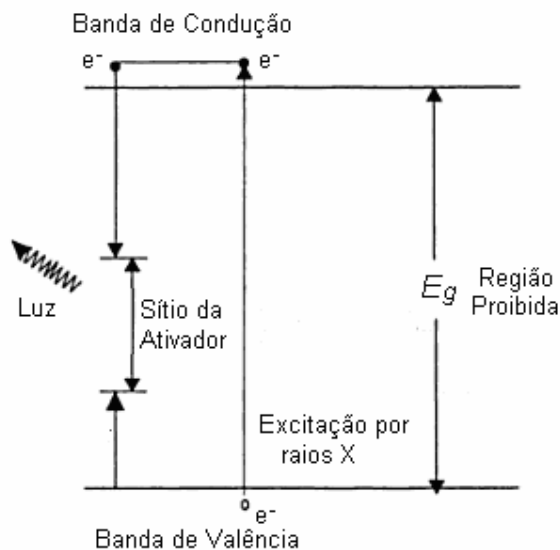 Banda de Condução
e-
e-
Luz
Sítio da
Ativador
Eg
Região
Proibida
Excitação por
raios X
e-
Banda de Valência